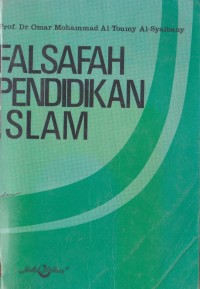 Prof. Dr Omar Mohammad Al-Toumy Al-Syaibany
FALSAFAH
PENDIDIKAN
ISLAM